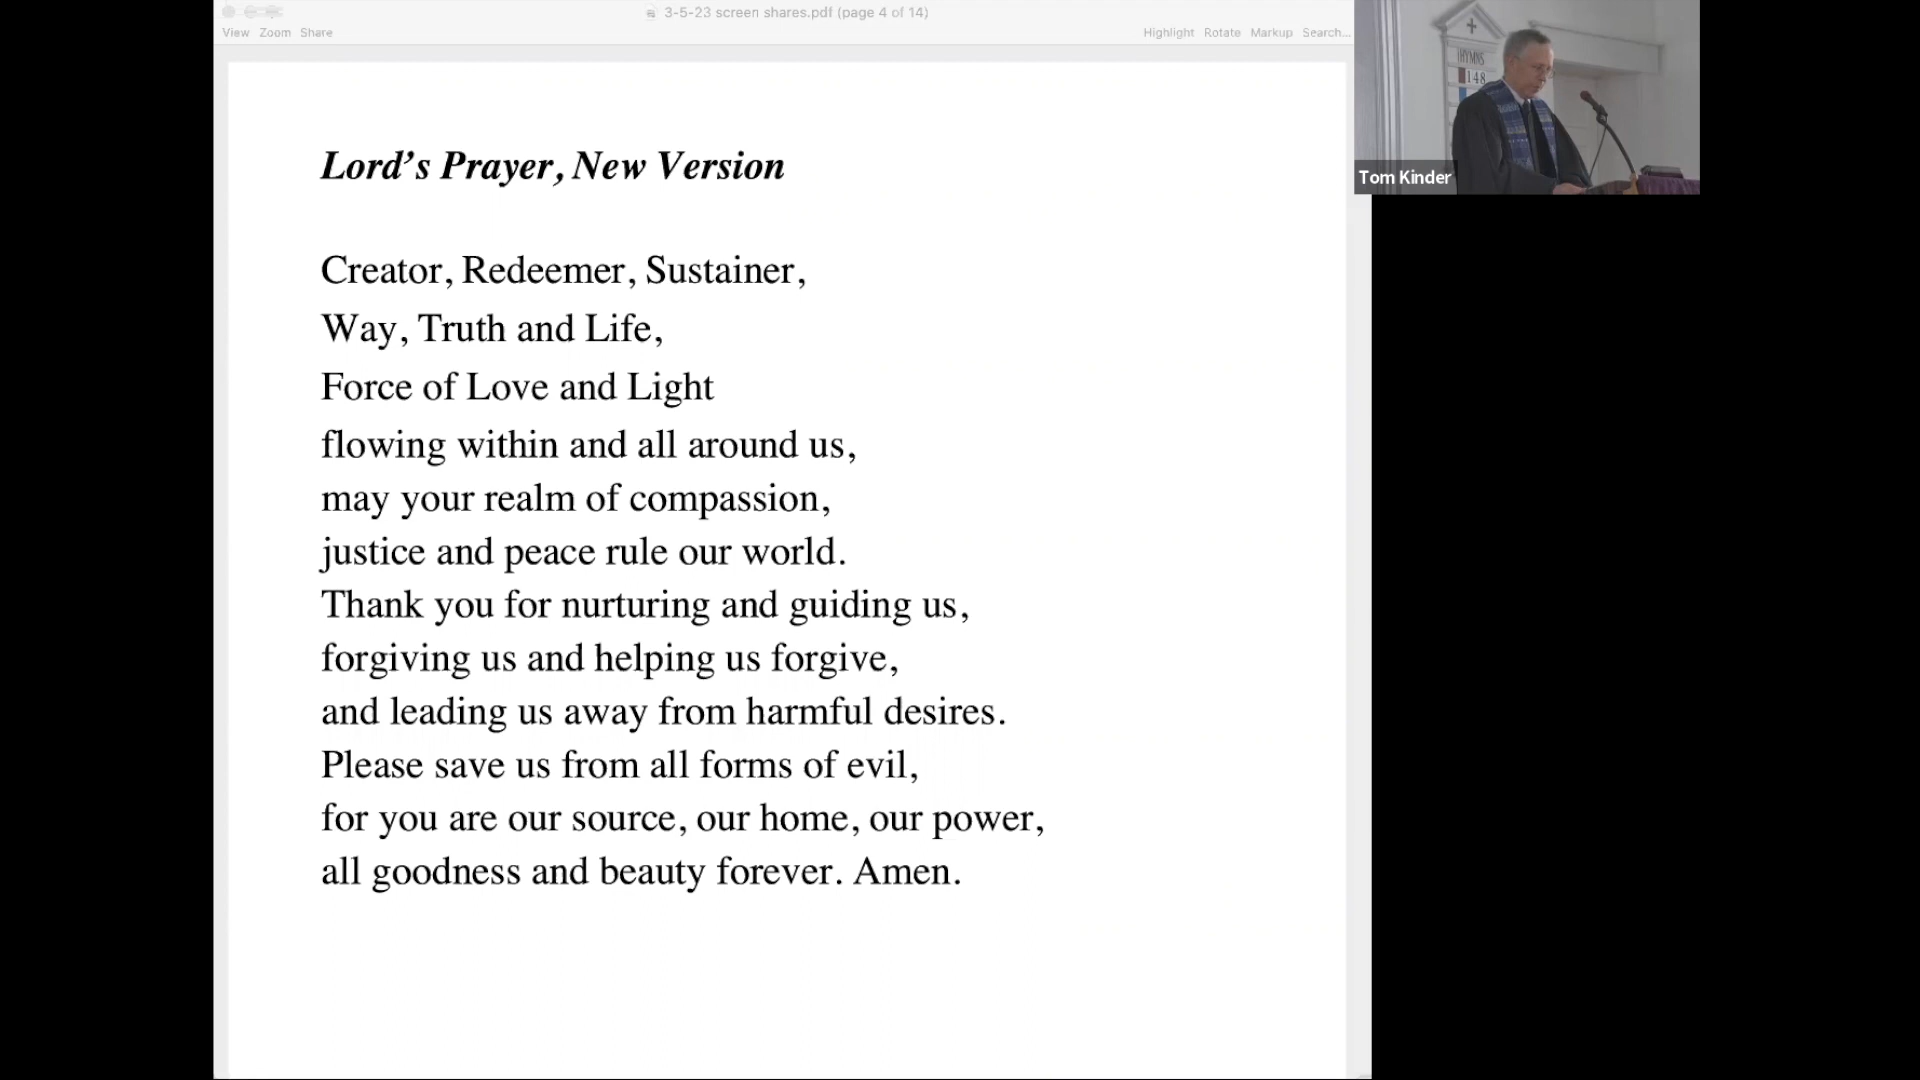 3-5-23 screen shares.pdf (page 4 of 14)
View Zoom Share
Highlight Rotate Markup Search...
HYMNS
148
Tom Kinder
Lord’s Prayer, New Version
Creator, Redeemer, Sustainer,
Way, Truth and Life,
Force of Love and Light
flowing within and all around us,
may your realm of compassion,
justice and peace rule our world.
Thank you for nurturing and guiding us,
forgiving us and helping us forgive,
and leading us away from harmful desires.
Please save us from all forms of evil,
for you are our source, our home, our power,
all goodness and beauty forever. Amen.